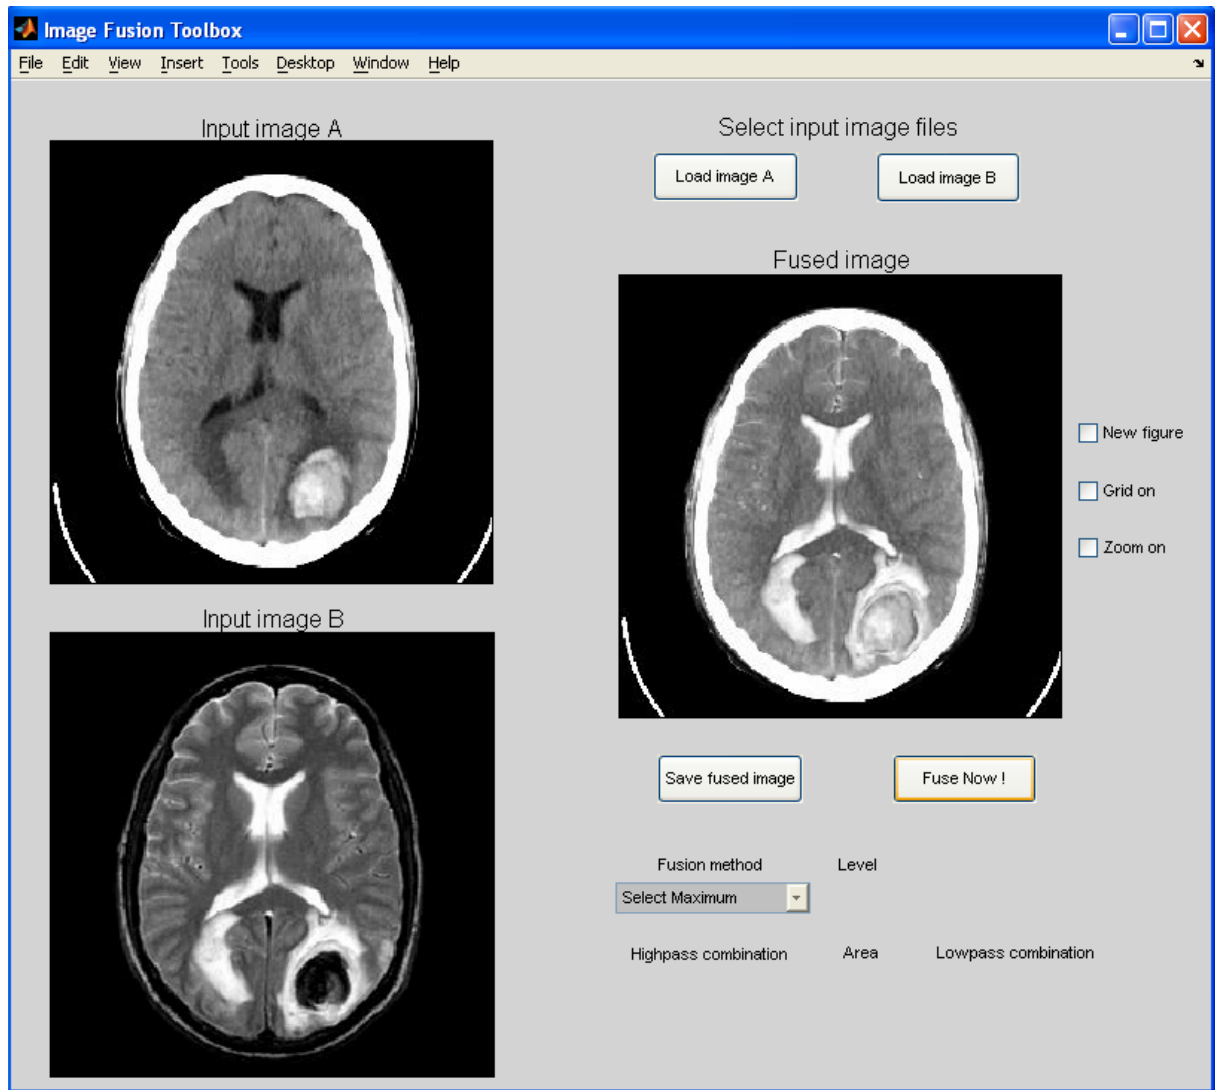 Image Fusion Toolbox
File Edit View Insert Tools Desktop Window Help
Input image A
Select input image files
Load image A
Load image B
Fused image
New figure
Grid on
Zoom on
Input image B
Save fused image
Fuse Now !
Fusion method
Level
Select Maximum
Highpass combination
Area
Lowpass combination